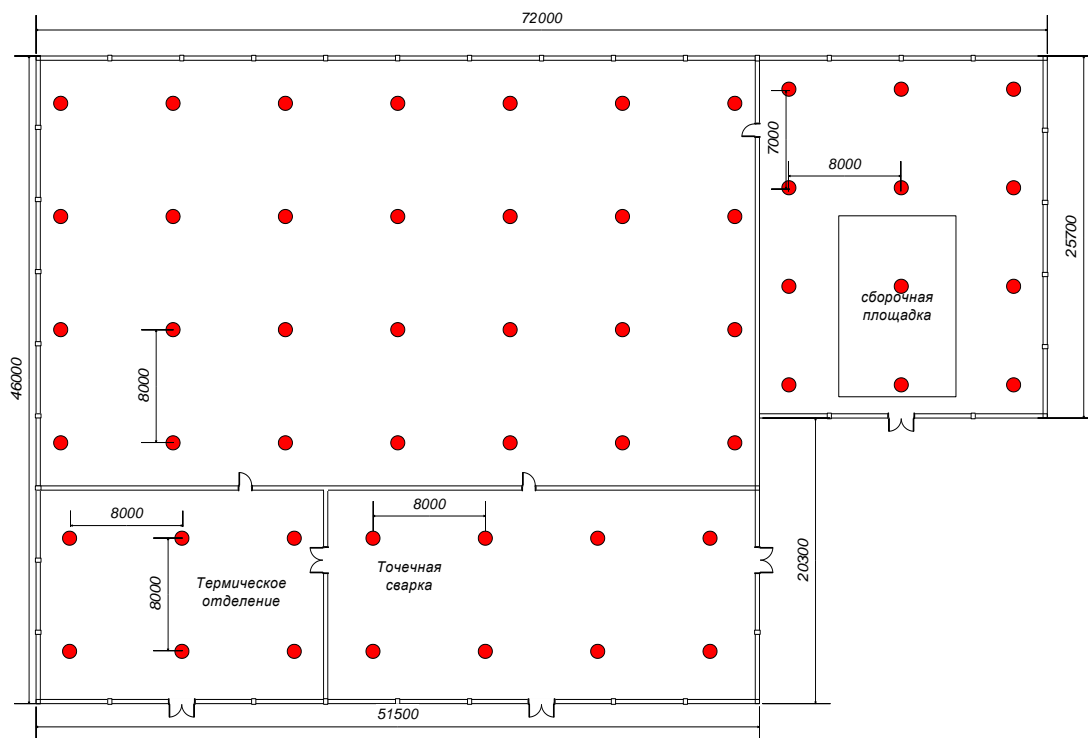 72000
7000
8000
25700
сборочная
площадка
46000
8000
8000
8000
8000
Точечная
сварка
Термическое
отделение
20300
51500